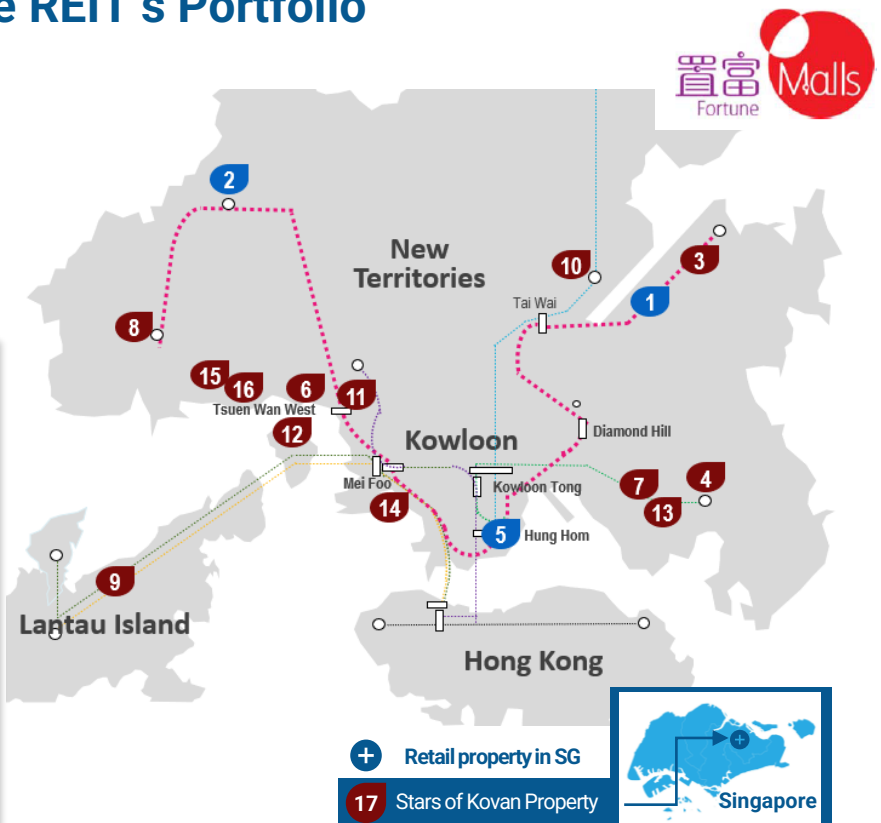 e REIT's Portfolio
置富
Fortune
Malls
2
New
Territories
10
3
Tai Wai
1
8
15
16
6
11
Tsuen Wan West
12
Kowloon
Diamond Hill
Mei Foo
Kowloon Tong
7
4
14
13
5
Hung Hom
9
Lantau Island
Hong Kong
Retail property in SG
17 Stars of Kovan Property
Singapore